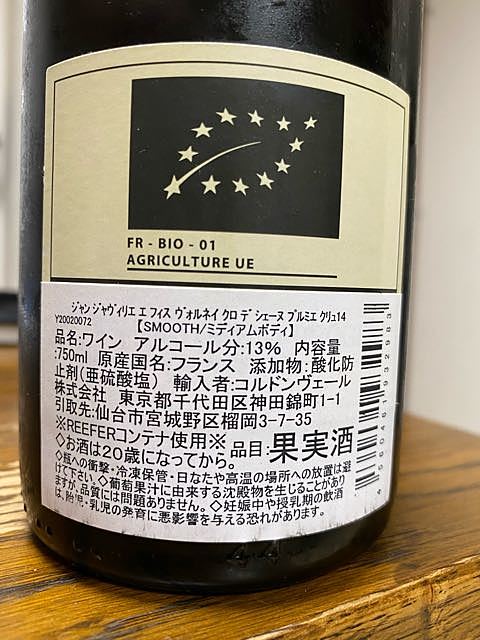 FR - BIO - 01
AGRICULTURE UE
ジャン ジャヴィリエ エ フィス ヴォルネイ クロ デ シェーヌ プルミエ クリュ14
Y20020072
【SMOOTH/ミディアムボディ】
品名:ワイン アルコール分:13% 内容量
:750ml 原産国名:フランス 添加物:酸化防
止剤(亜硫酸塩) 輸入者:コルドンヴェール
株式会社 東京都千代田区神田錦町1-1
引取先:仙台市宮城野区榴岡3-7-35
※REEFERコンテナ使用※
品目:果実酒
◇お酒は20歳になってから。
◇瓶への衝撃・冷凍保管・日なたや高温の場所への放置は避
けて下さい。◇葡萄果汁に由来する沈殿物を生じることがあり
ますが、品質には問題ありません。◇妊娠中や授乳期の飲酒
は、胎児・乳児の発育に悪影響を与える恐れがあります。